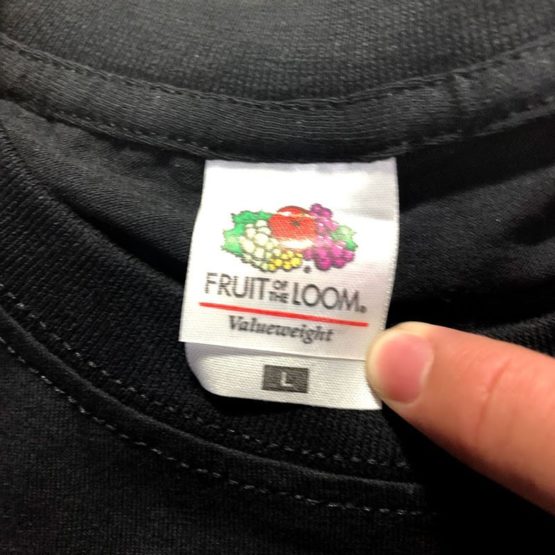 FRUIT OF THE LOOM®
Valueweight
L